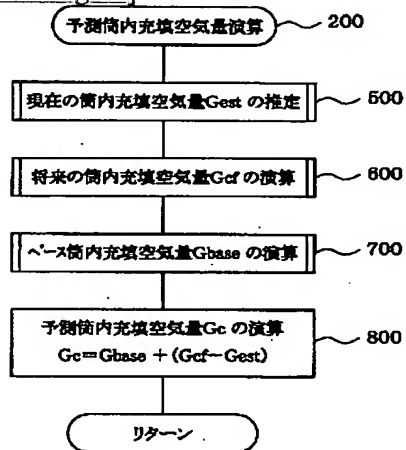 予測筒内充填空気量演算
200
現在の筒内充填空気量Gest の推定
500
将来の筒内充填空気量Gcf の演算
600
ベース筒内充填空気量Gbase の演算
700
予測筒内充填空気量Gc の演算
Gc=Gbase + (Gcf-Gest)
800
リターン